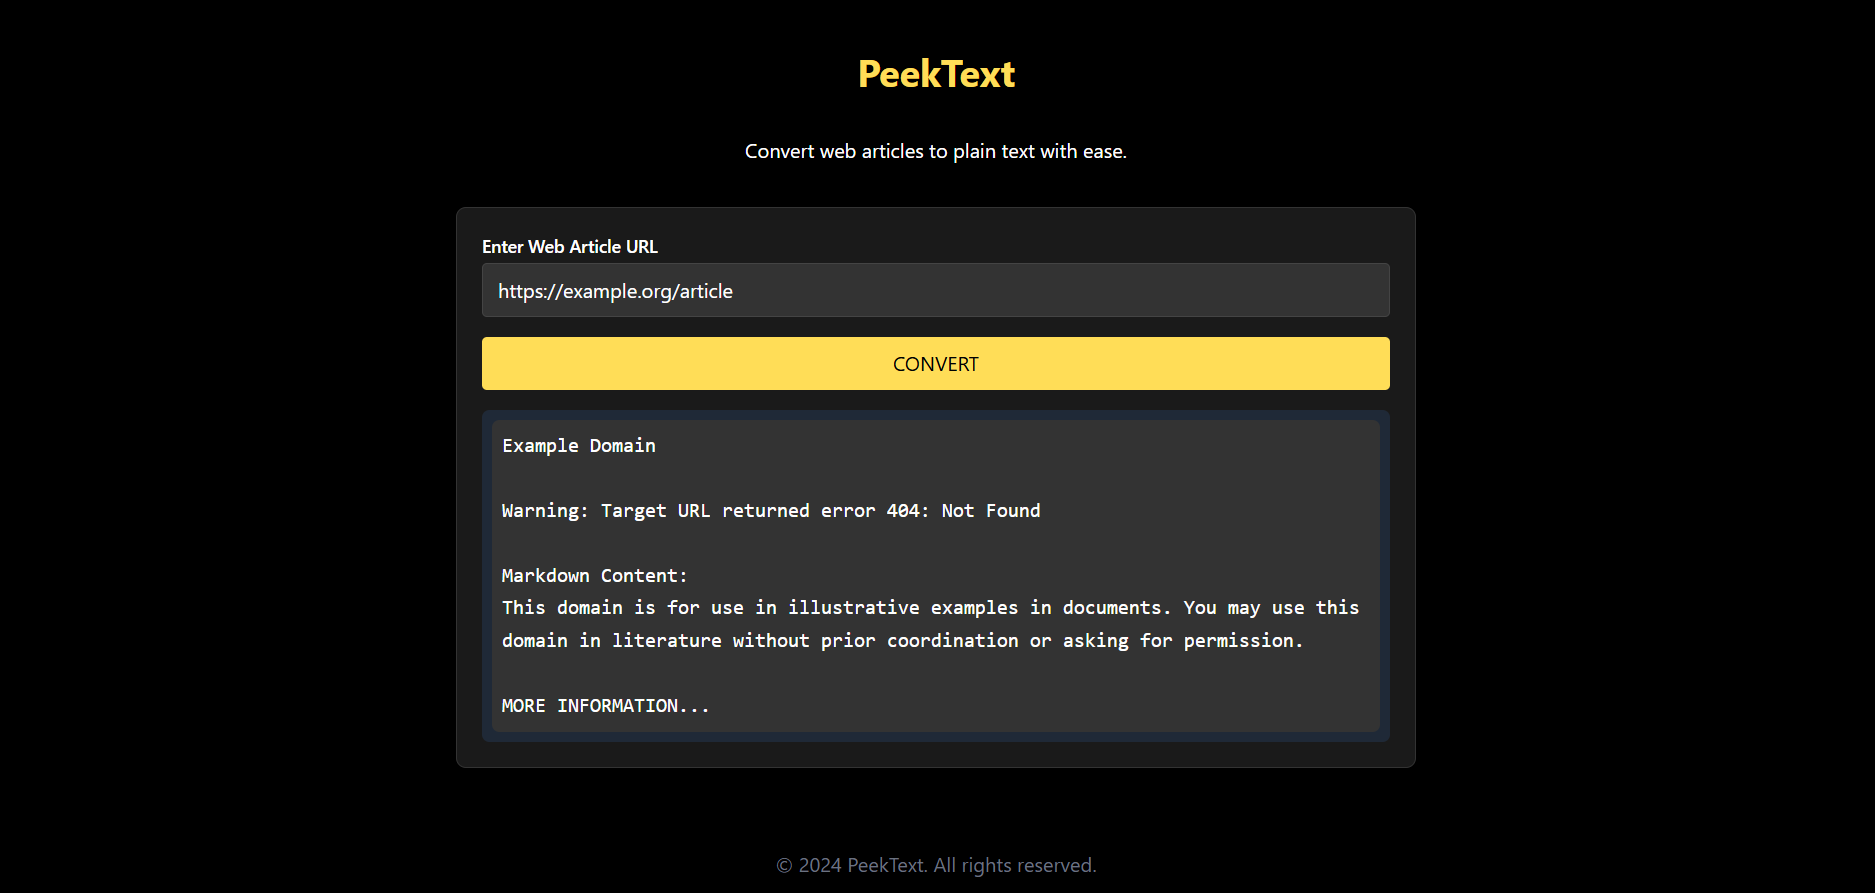 PeekText
Convert web articles to plain text with ease.
Enter Web Article URL
https://example.org/article
CONVERT
Example Domain
Warning: Target URL returned error 404: Not Found
Markdown Content:
This domain is for use in illustrative examples in documents. You may use this
domain in literature without prior coordination or asking for permission.
MORE INFORMATION...
© 2024 PeekText. All rights reserved.